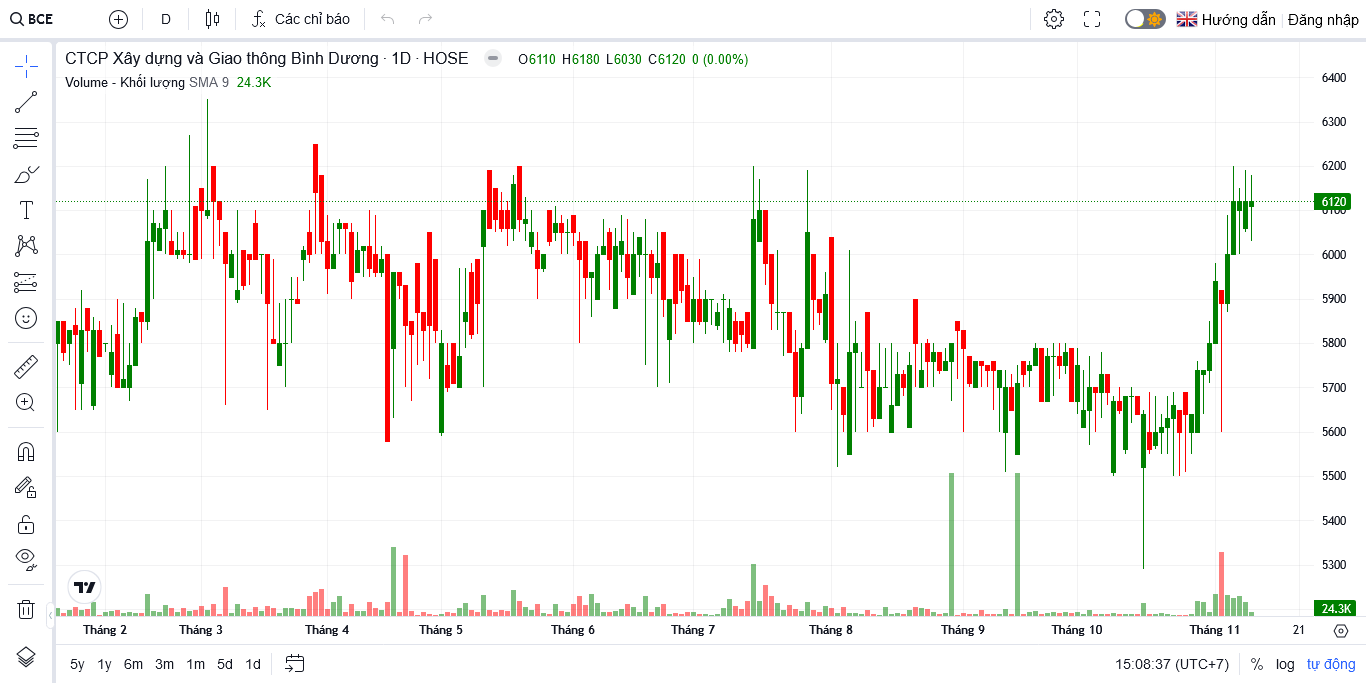 BCE D Các chỉ báo Hướng dẫn Đăng nhập
CTCP Xây dựng và Giao thông Bình Dương · 1D · HOSE O6110 H6180 L6030 C6120 0 (0.00%)
Volume - Khối lượng SMA 9 24.3K
6400
6300
6200
6120
6100
6000
5900
5800
5700
5600
5500
5400
5300
24.3K
Tháng 2 Tháng 3 Tháng 4 Tháng 5 Tháng 6 Tháng 7 Tháng 8 Tháng 9 Tháng 10 Tháng 11 21
5y 1y 6m 3m 1m 5d 1d 15:08:37 (UTC+7) % log tự động